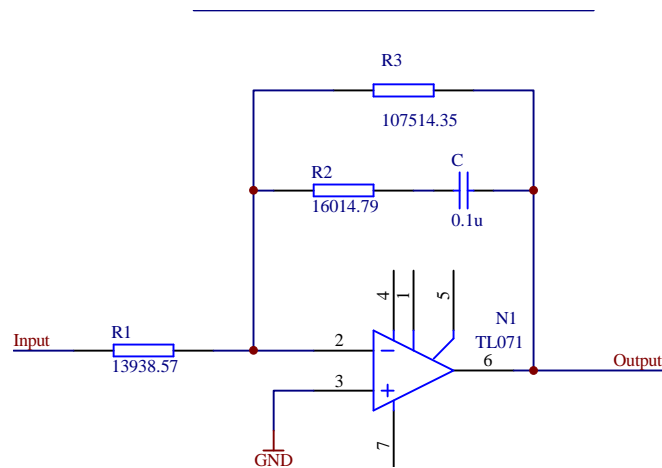 R3
107514.35
R2
C
16014.79
0.1u
4
1
5
N1
TL071
Input
R1
13938.57
2
6
Output
3
7
GND